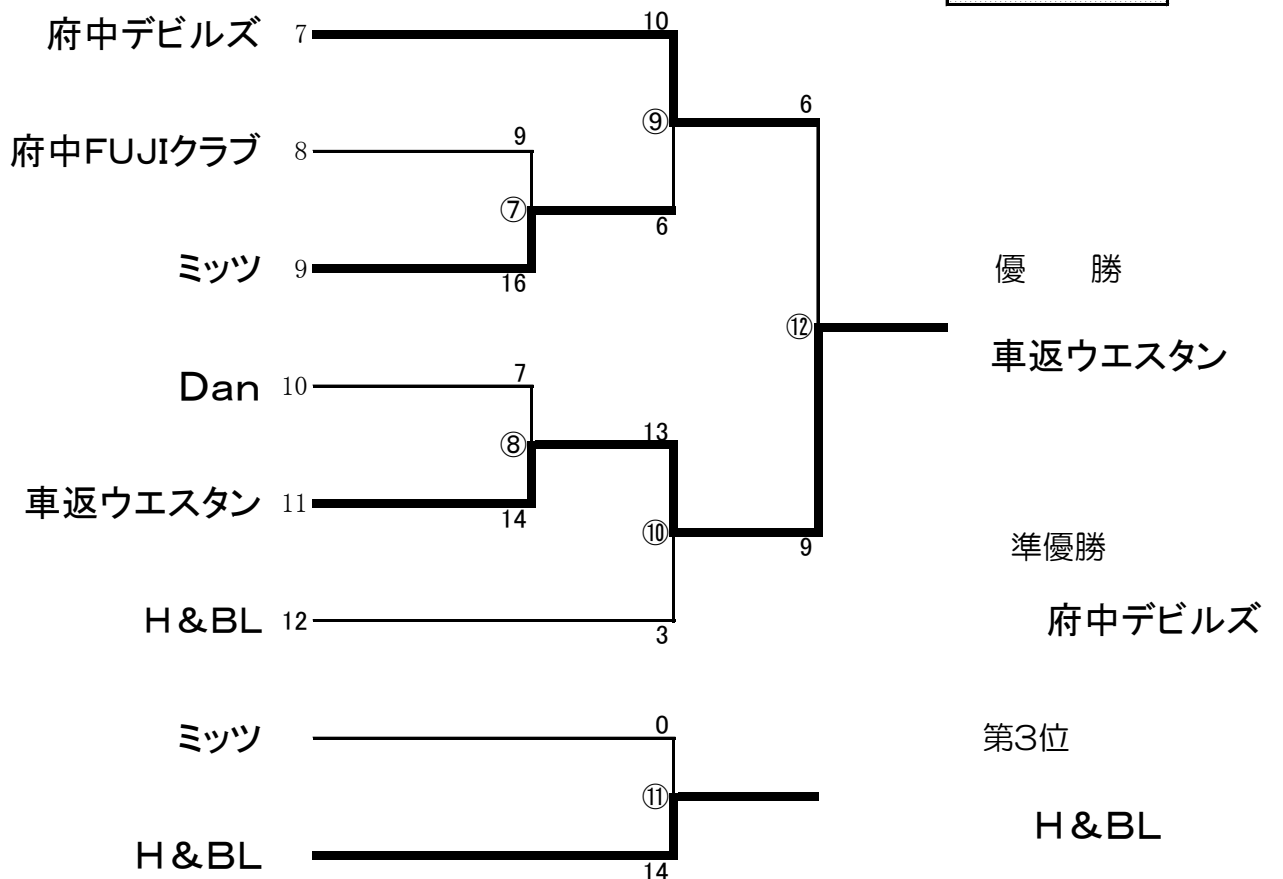 府中デビルズ 7 10
6
⑨
府中FUJIクラブ 8 9
⑦
6
ミッツ 9 16
優 勝
⑫
車返ウエスタン
Dan 10 7
⑧ 13
車返ウエスタン 11 14
⑩
9
準優勝
H&BL 12 3
府中デビルズ
ミッツ 0
第3位
⑪
H&BL
H&BL 14